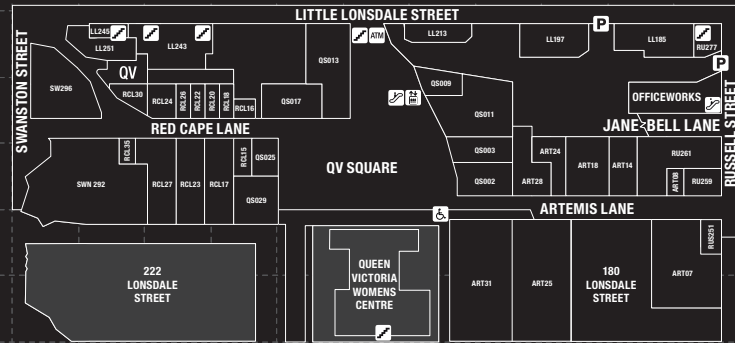 LITTLE LONSDALE STREET
SWANSTON STREET
LL245
LL251
LL243
QS013
ATM
LL213
LL197
P
LL185
RU277
P
SW296
QV
RCL30
RCL24
RCL26
RCL22
RCL20
RCL18
RCL16
QS017
QS009
QS011
OFFICEWORKS
RED CAPE LANE
JANE BELL LANE
RUSSELL STREET
SWN 292
RCL35
RCL27
RCL23
RCL17
RCL15
QS025
QS029
QV SQUARE
QS003
QS002
ART24
ART28
ART18
ART14
RU261
ART08
RU259
ARTEMIS LANE
222
LONSDALE
STREET
QUEEN
VICTORIA
WOMENS
CENTRE
ART31
ART25
180
LONSDALE
STREET
ART07
RUS251